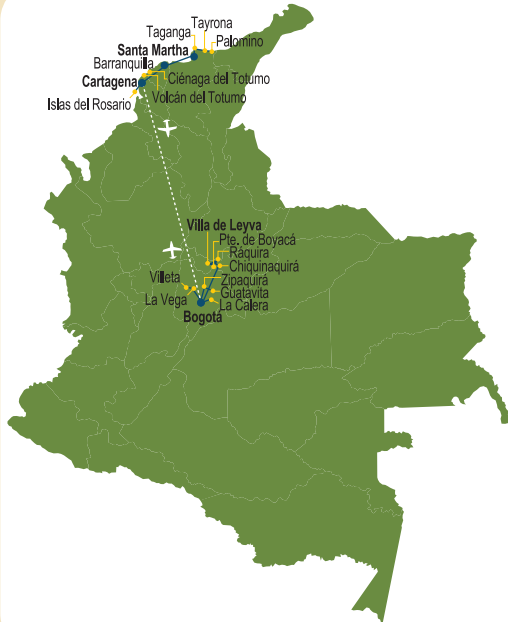 Tayrona
Taganga
Palomino
Santa Martha
Barranquilla
Ciénaga del Totumo
Cartagena
Volcán del Totumo
Islas del Rosario
Villa de Leyva
Pte. de Boyacá
Ráquira
Chiquinaquirá
Villeta
Zipaquirá
Guatavita
La Vega
La Calera
Bogotá